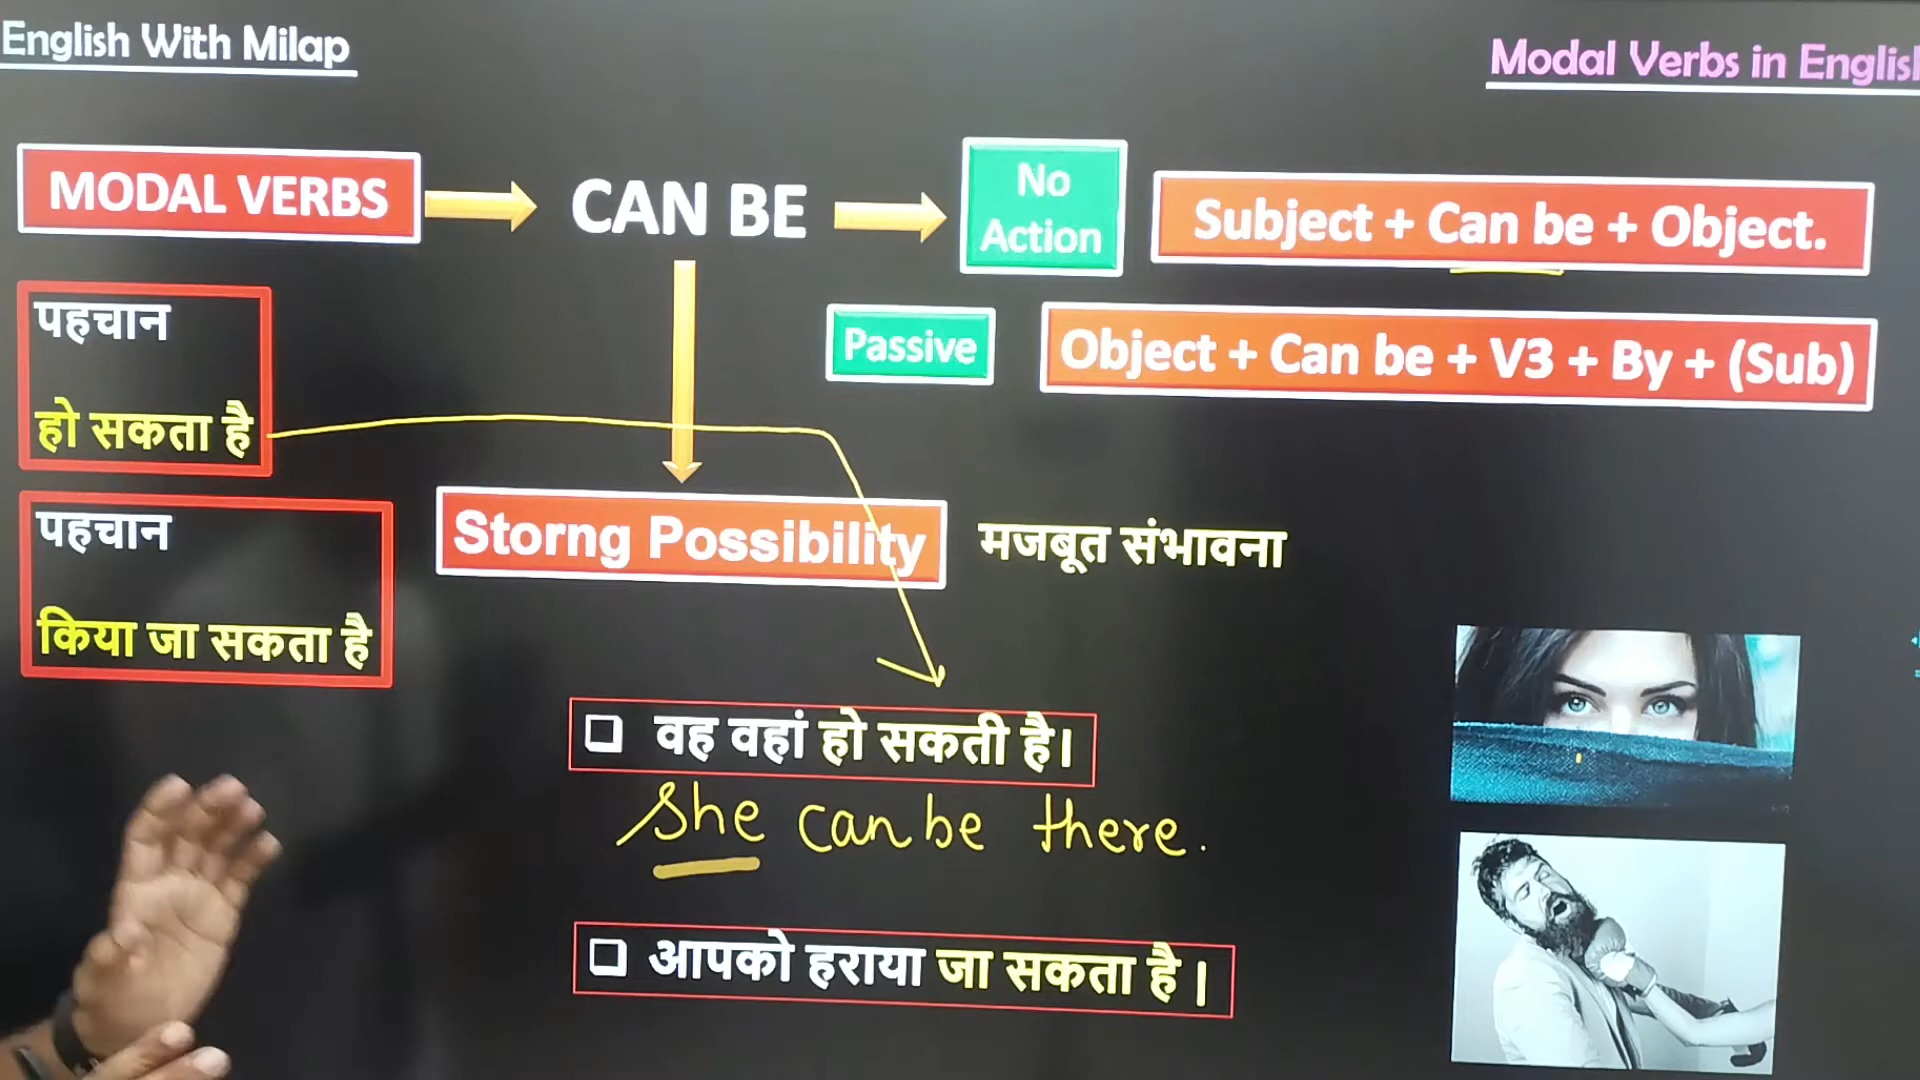 English With Milap
Modal Verbs in Englis
MODAL VERBS
CAN BE
No
Action
Subject + Can be + Object.
Passive
Object + Can be + V3 + By + (Sub)
पहचान
हो सकता है
पहचान
किया जा सकता है
Storng Possibility
मजबूत संभावना
वह वहां हो सकती है।
She can be there.
आपको हराया जा सकता है।